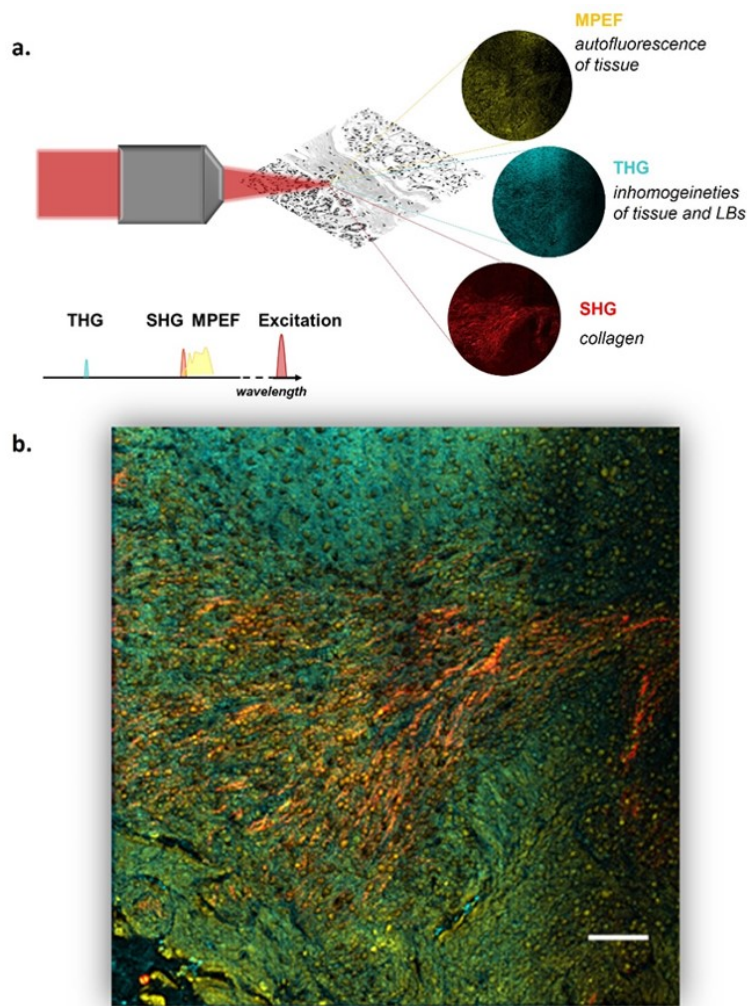 a.
MPEF
autofluorescence
of tissue
THG
inhomogeineties
of tissue and LBs
SHG
collagen
THG SHG MPEF Excitation
wavelength
b.